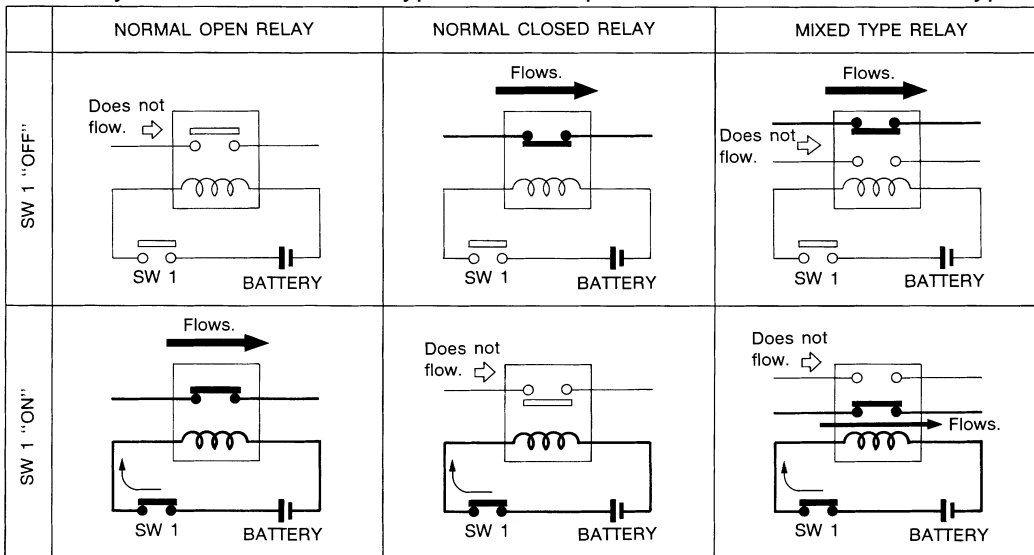 NORMAL OPEN RELAY
NORMAL CLOSED RELAY
MIXED TYPE RELAY
SW 1 "OFF"
Does not
flow.
SW 1
BATTERY
Flows.
SW 1
BATTERY
Flows.
Does not
flow.
SW 1
BATTERY
SW 1 "ON"
Flows.
SW 1
BATTERY
Does not
flow.
SW 1
BATTERY
Does not
flow.
Flows.
SW 1
BATTERY